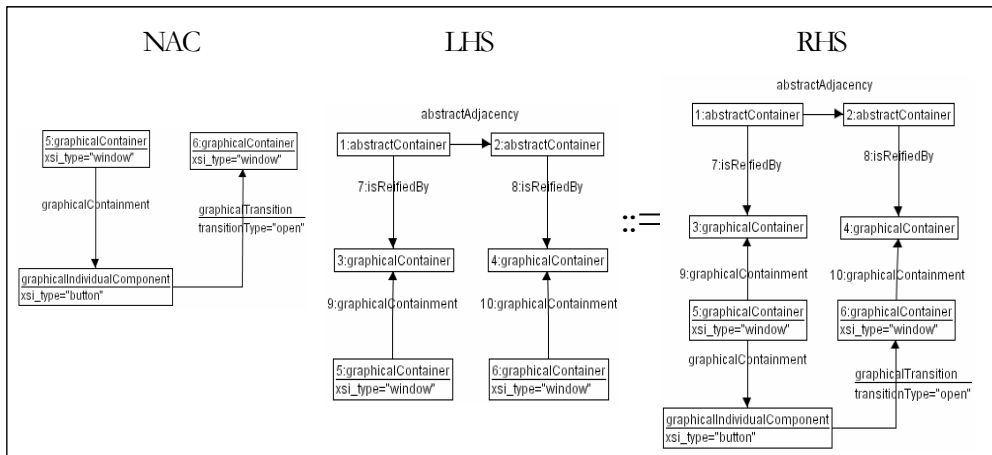 NAC
5:graphicalContainer
xsi_type="window"
6:graphicalContainer
xsi_type="window"
graphicalContainment
graphicalTransition
transitionType="open"
graphicalIndividualComponent
xsi_type="button"
LHS
abstractAdjacency
1:abstractContainer
2:abstractContainer
7:isReifiedBy
8:isReifiedBy
3:graphicalContainer
4:graphicalContainer
9:graphicalContainment
10:graphicalContainment
5:graphicalContainer
xsi_type="window"
6:graphicalContainer
xsi_type="window"
::=
RHS
abstractAdjacency
1:abstractContainer
2:abstractContainer
7:isReifiedBy
8:isReifiedBy
3:graphicalContainer
4:graphicalContainer
9:graphicalContainment
10:graphicalContainment
5:graphicalContainer
xsi_type="window"
6:graphicalContainer
xsi_type="window"
graphicalContainment
graphicalTransition
transitionType="open"
graphicalIndividualComponent
xsi_type="button"